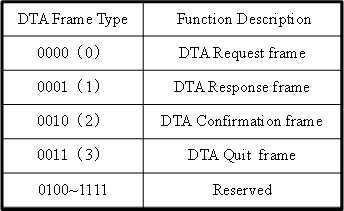 DTA Frame Type Function Description
0000（0） DTA Request frame
0001（1） DTA Response frame
0010（2） DTA Confirmation frame
0011（3） DTA Quit frame
0100~1111 Reserved